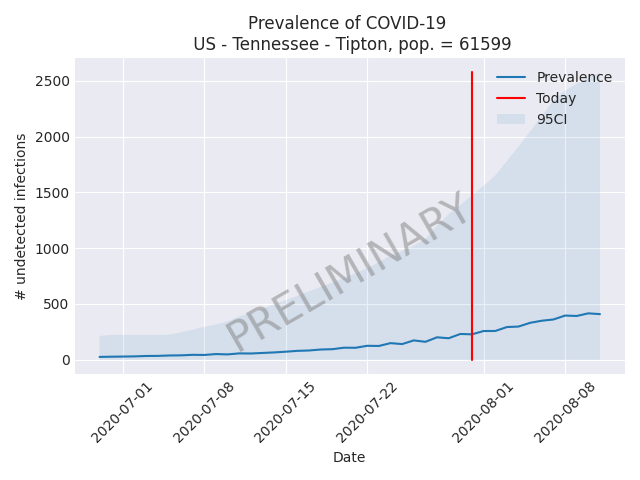 Prevalence of COVID-19
US - Tennessee - Tipton, pop. = 61599
Prevalence
Today
95CI
2500
2000
1500
1000
500
0
# undetected infections
PRELIMINARY
2020-07-01
2020-07-08
2020-07-15
2020-07-22
2020-08-01
2020-08-08
Date